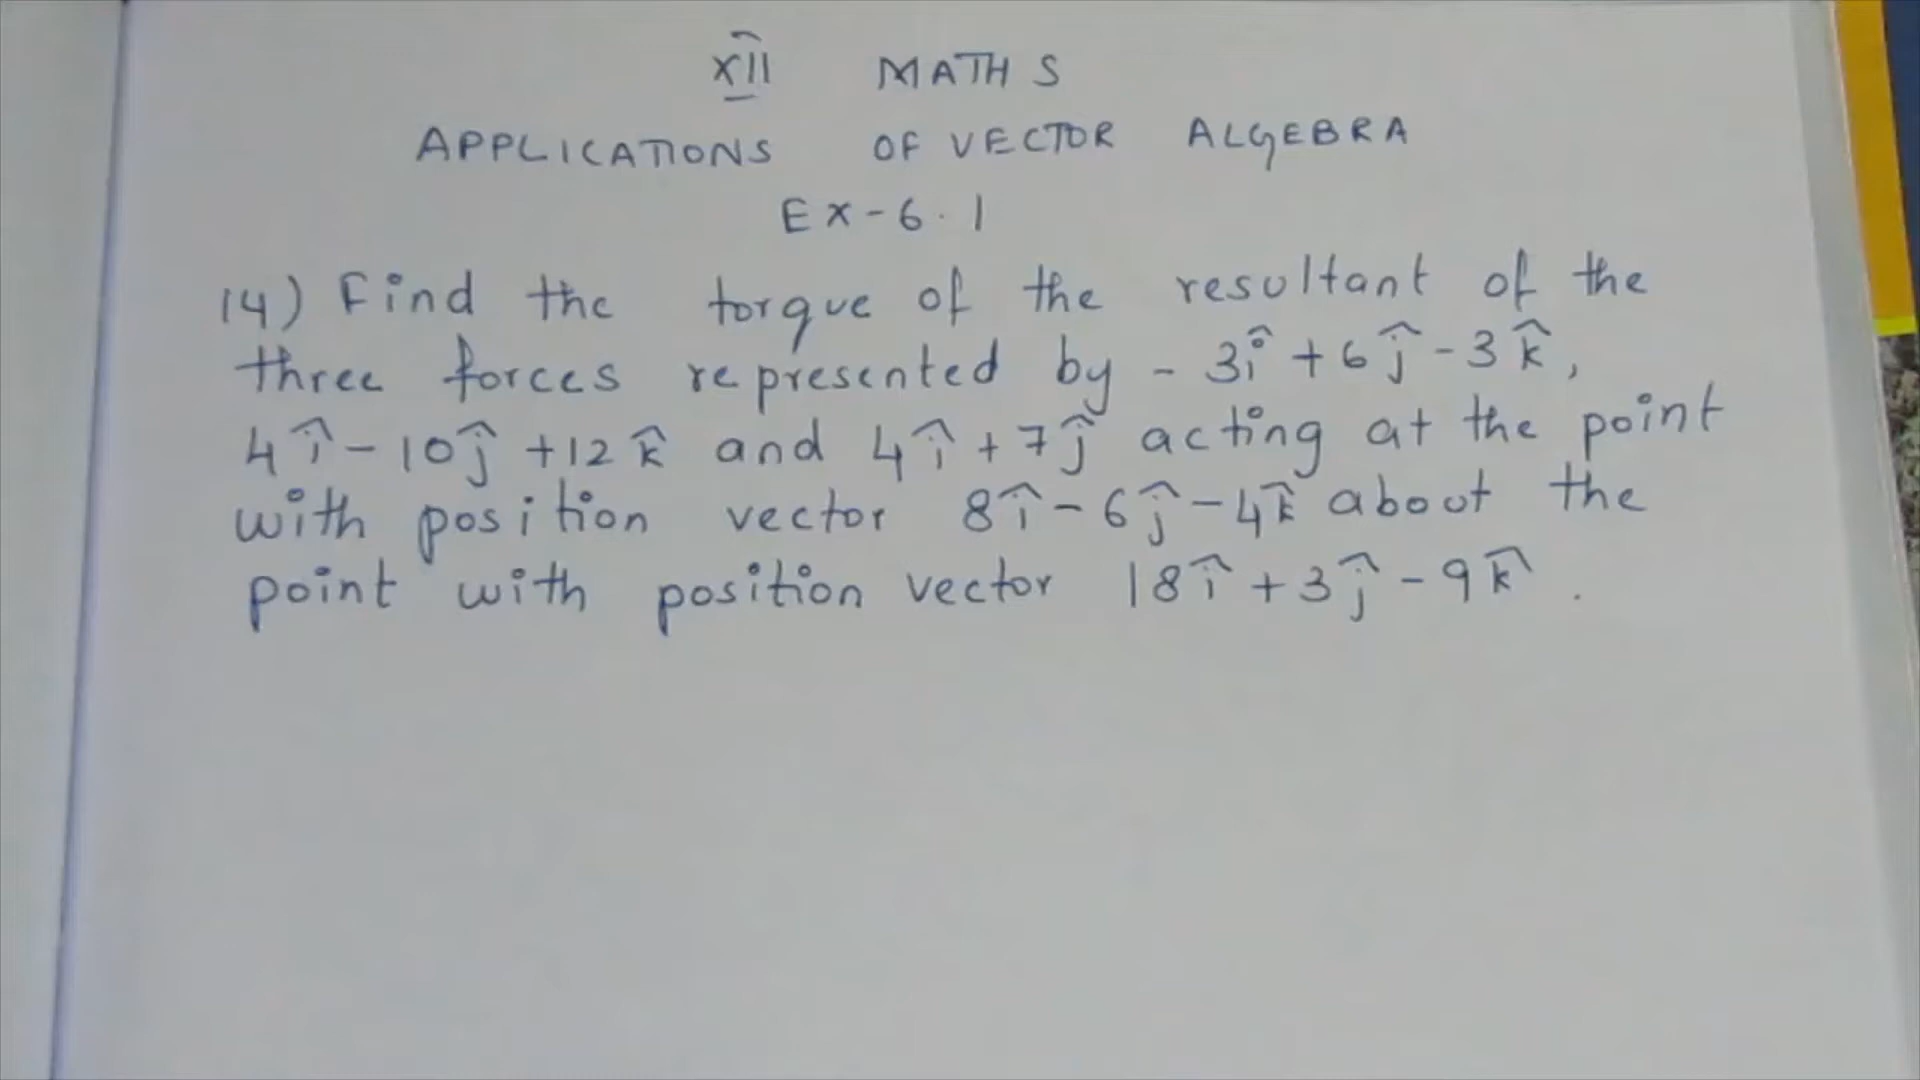 XII MATHS
APPLICATIONS OF VECTOR ALGEBRA
EX-6.1
14) Find the torque of the resultant of the
three forces represented by - 3î + 6ĵ - 3k̂,
4î - 10ĵ + 12k̂ and 4î + 7ĵ acting at the point
with position vector 8î - 6ĵ - 4k̂ about the
point with position vector 18î + 3ĵ - 9k̂.